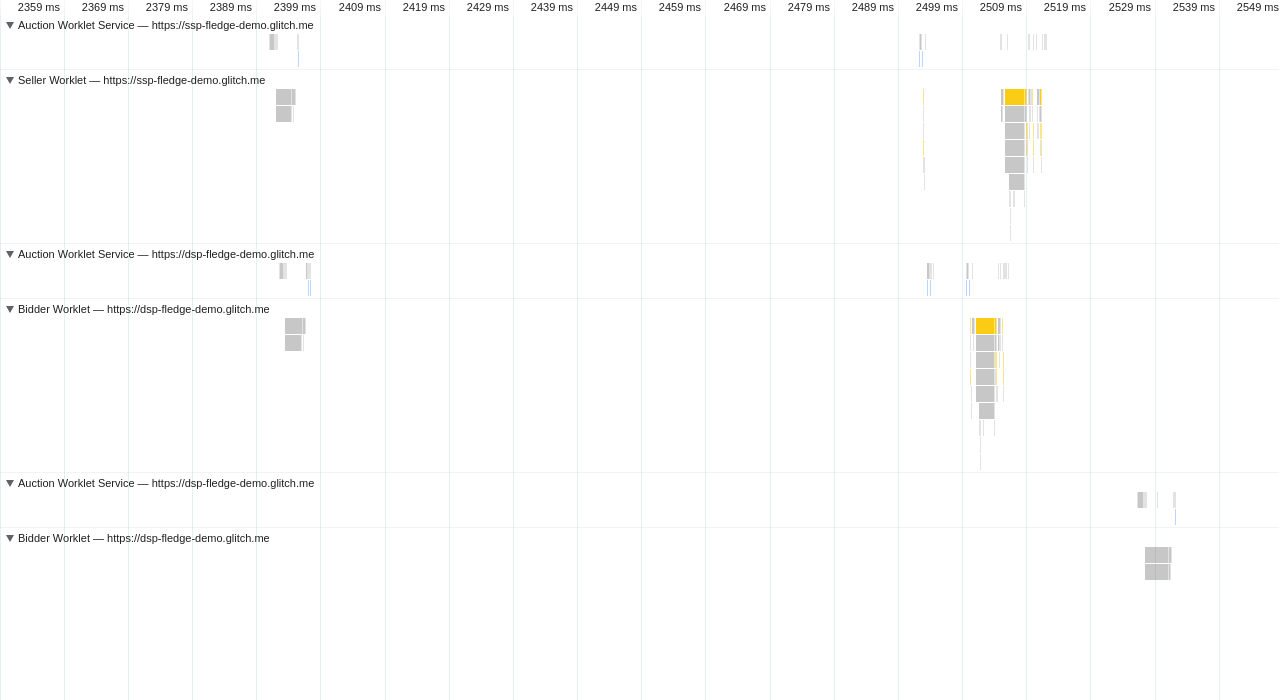 2359 ms 2369 ms 2379 ms 2389 ms 2399 ms 2409 ms 2419 ms 2429 ms 2439 ms 2449 ms 2459 ms 2469 ms 2479 ms 2489 ms 2499 ms 2509 ms 2519 ms 2529 ms 2539 ms 2549 ms
Auction Worklet Service — https://ssp-fledge-demo.glitch.me
Seller Worklet — https://ssp-fledge-demo.glitch.me
Auction Worklet Service — https://dsp-fledge-demo.glitch.me
Bidder Worklet — https://dsp-fledge-demo.glitch.me
Auction Worklet Service — https://dsp-fledge-demo.glitch.me
Bidder Worklet — https://dsp-fledge-demo.glitch.me